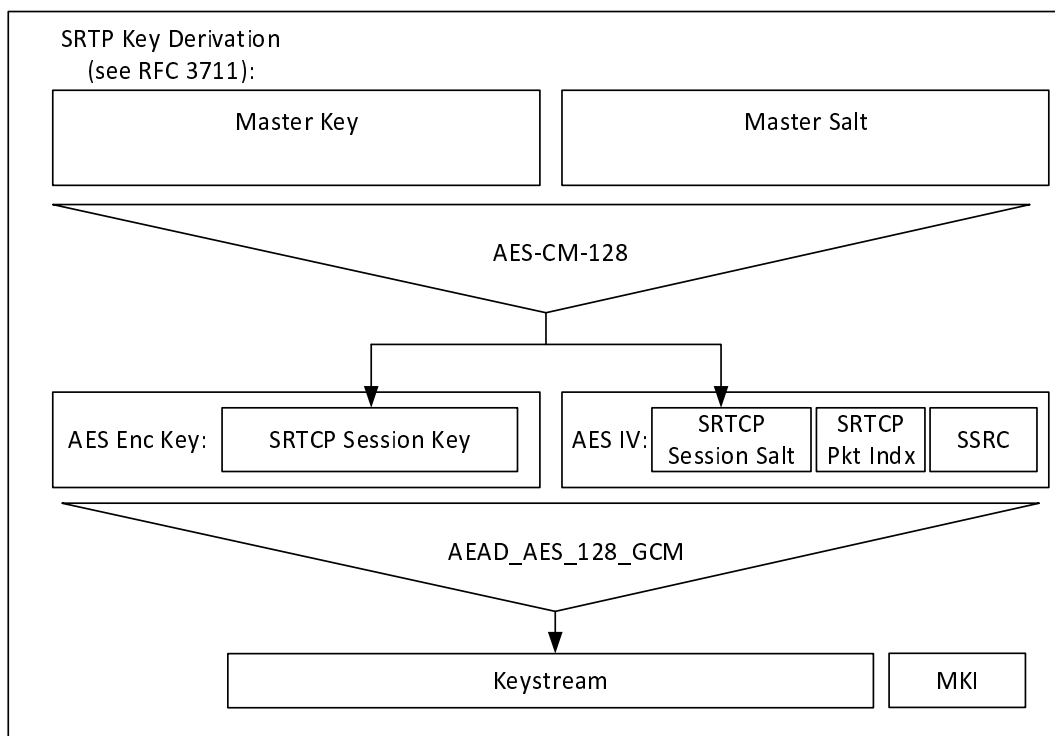 SRTP Key Derivation
(see RFC 3711):
Master Key
Master Salt
AES-CM-128
AES Enc Key:
SRTCP Session Key
AES IV:
SRTCP
Session Salt
SRTCP
Pkt Indx
SSRC
AEAD_AES_128_GCM
Keystream
MKI